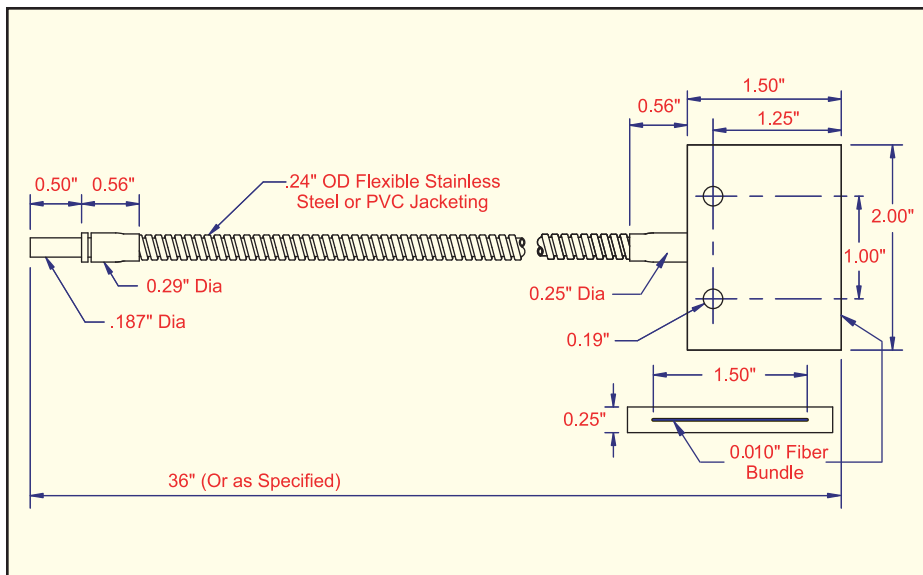 1.50"
0.56"
1.25"
0.50"
0.56"
.24" OD Flexible Stainless
Steel or PVC Jacketing
2.00"
1.00"
0.29" Dia
0.25" Dia
.187" Dia
0.19"
1.50"
0.25"
0.010" Fiber
Bundle
36" (Or as Specified)